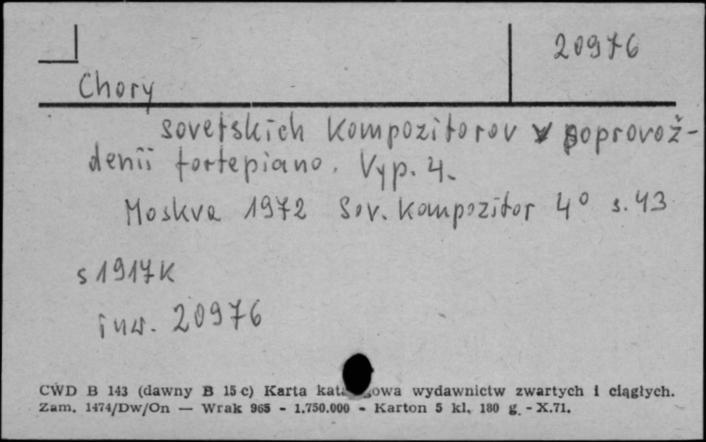 20976
Chory
sovetskich kompozitorov v soprovož-
denii fortepiano. Vyp. 4.
Moskva 1972 Sov. kompozitor 4° s. 43
s 1917 K
inw. 20976
CWD B 143 (dawny B 15 c) Karta katalogowa wydawnictw zwartych i ciągłych.
Zam. 1474/Dw/On — Wrak 965 - 1.750.000 - Karton 5 kl. 180 g. - X.71.